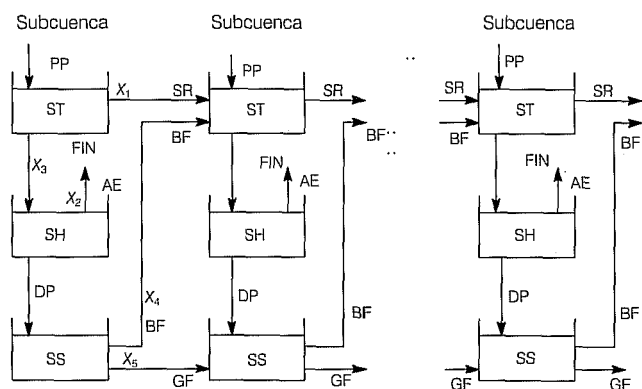 Subcuenca Subcuenca Subcuenca
PP PP PP
X1 SR SR SR SR
ST ST ST
BF BF BF BF
X3 FIN FIN FIN
X2 AE AE AE
SH SH SH
DP DP DP
X4
BF BF BF
SS SS SS
X5 GF GF GF GF